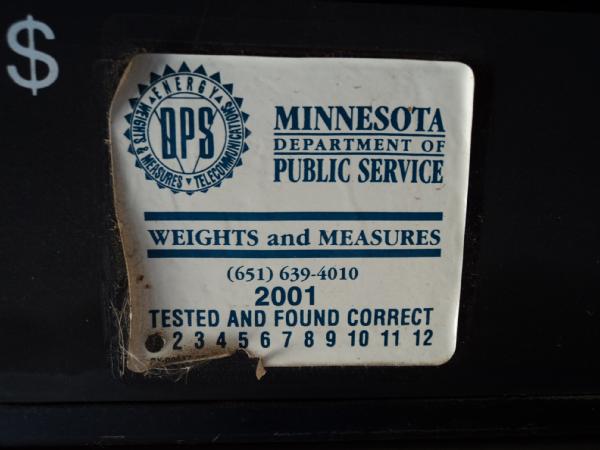 $
ENERGY
WEIGHTS & MEASURES
TELECOMMUNICATIONS
DPS
MINNESOTA
DEPARTMENT OF
PUBLIC SERVICE
WEIGHTS and MEASURES
(651) 639-4010
2001
TESTED AND FOUND CORRECT
2 3 4 5 6 7 8 9 10 11 12